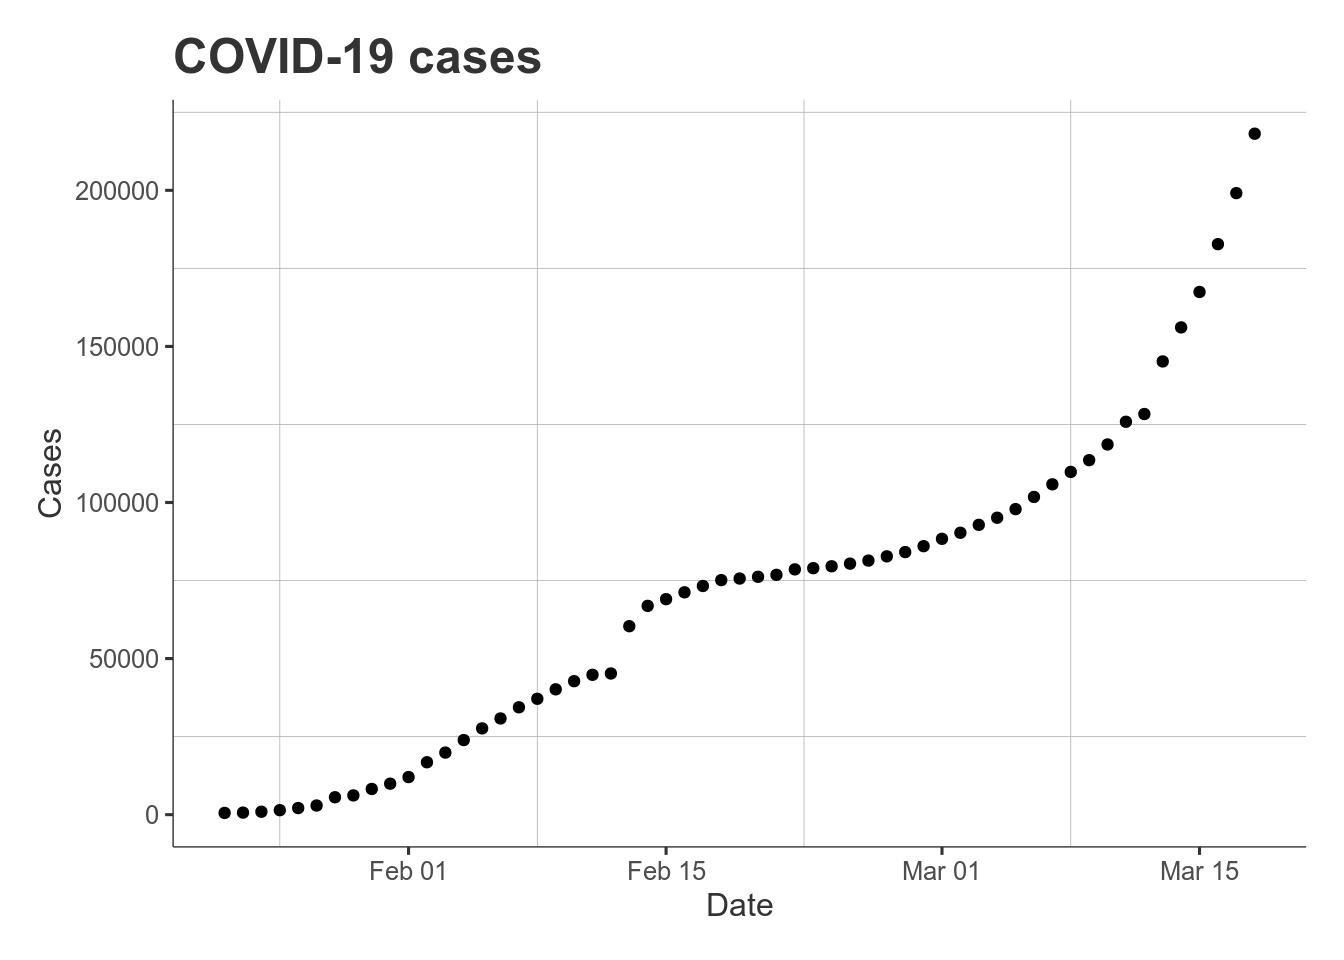 COVID-19 cases
200000
150000
100000
50000
0
Cases
Feb 01
Feb 15
Mar 01
Mar 15
Date